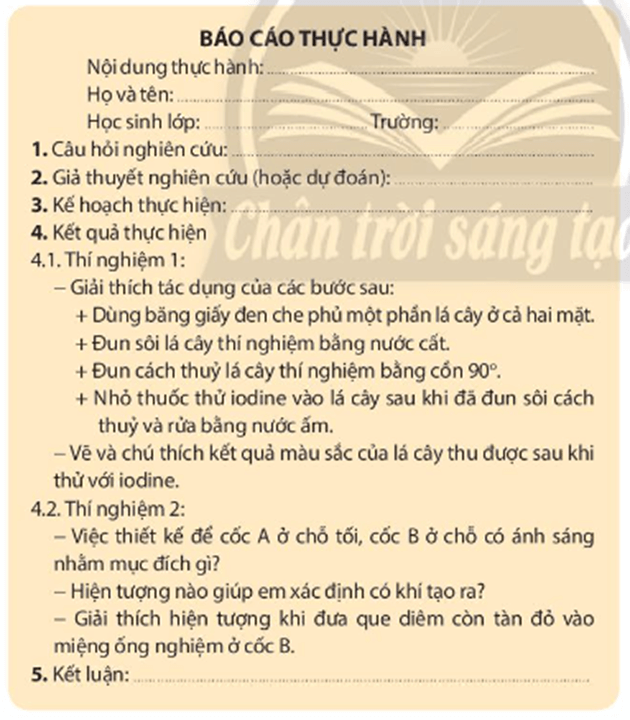 BÁO CÁO THỰC HÀNH
Nội dung thực hành:
Họ và tên:
Học sinh lớp: Trường:
1. Câu hỏi nghiên cứu:
2. Giả thuyết nghiên cứu (hoặc dự đoán):
3. Kế hoạch thực hiện:
4. Kết quả thực hiện
Chân trời sáng tạo
4.1. Thí nghiệm 1:
– Giải thích tác dụng của các bước sau:
+ Dùng băng giấy đen che phủ một phần lá cây ở cả hai mặt.
+ Đun sôi lá cây thí nghiệm bằng nước cất.
+ Đun cách thuỷ lá cây thí nghiệm bằng cồn 90°.
+ Nhỏ thuốc thử iodine vào lá cây sau khi đã đun sôi cách
thuỷ và rửa bằng nước ấm.
– Vẽ và chú thích kết quả màu sắc của lá cây thu được sau khi
thử với iodine.
4.2. Thí nghiệm 2:
– Việc thiết kế để cốc A ở chỗ tối, cốc B ở chỗ có ánh sáng
nhằm mục đích gì?
– Hiện tượng nào giúp em xác định có khí tạo ra?
– Giải thích hiện tượng khi đưa que diêm còn tàn đỏ vào
miệng ống nghiệm ở cốc B.
5. Kết luận: